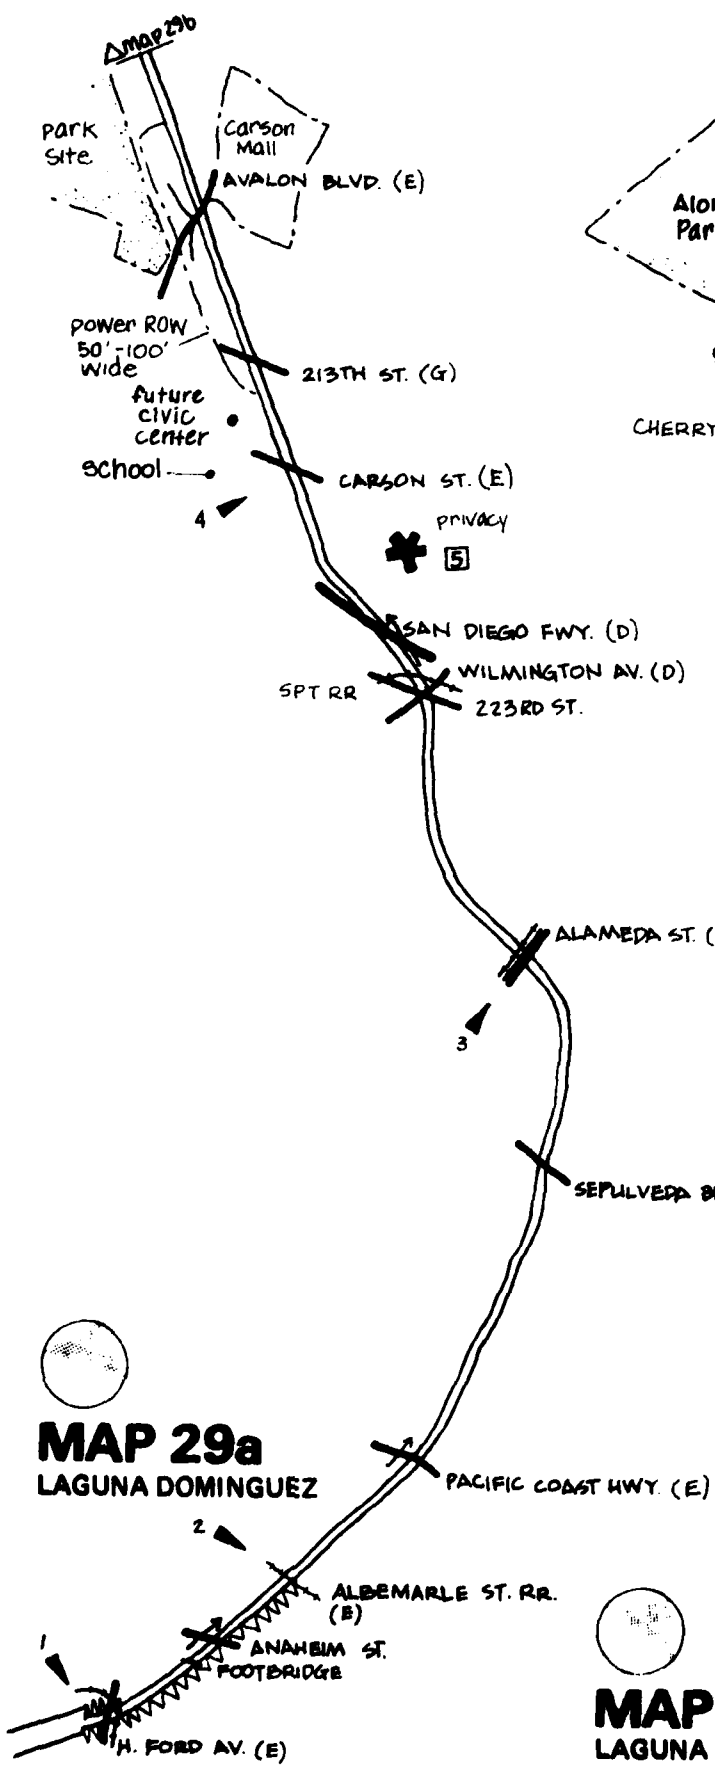 MAP 29b
park
site
Carson
Mall
AVALON BLVD. (E)
Par
power ROW
50'-100'
wide
213TH ST. (G)
future
civic
center
CHERRY
school
CARSON ST. (E)
4
privacy
5
SAN DIEGO FWY. (D)
WILMINGTON AV. (D)
SPT RR
223RD ST.
ALAMEDA ST. (
3
SEPULVEDA
MAP 29a
LAGUNA DOMINGUEZ
PACIFIC COAST HWY. (E)
2
ALBEMARLE ST. RR.
(E)
1
ANAHEIM ST.
FOOTBRIDGE
MAP
LAGUNA
H. FORD AV. (E)